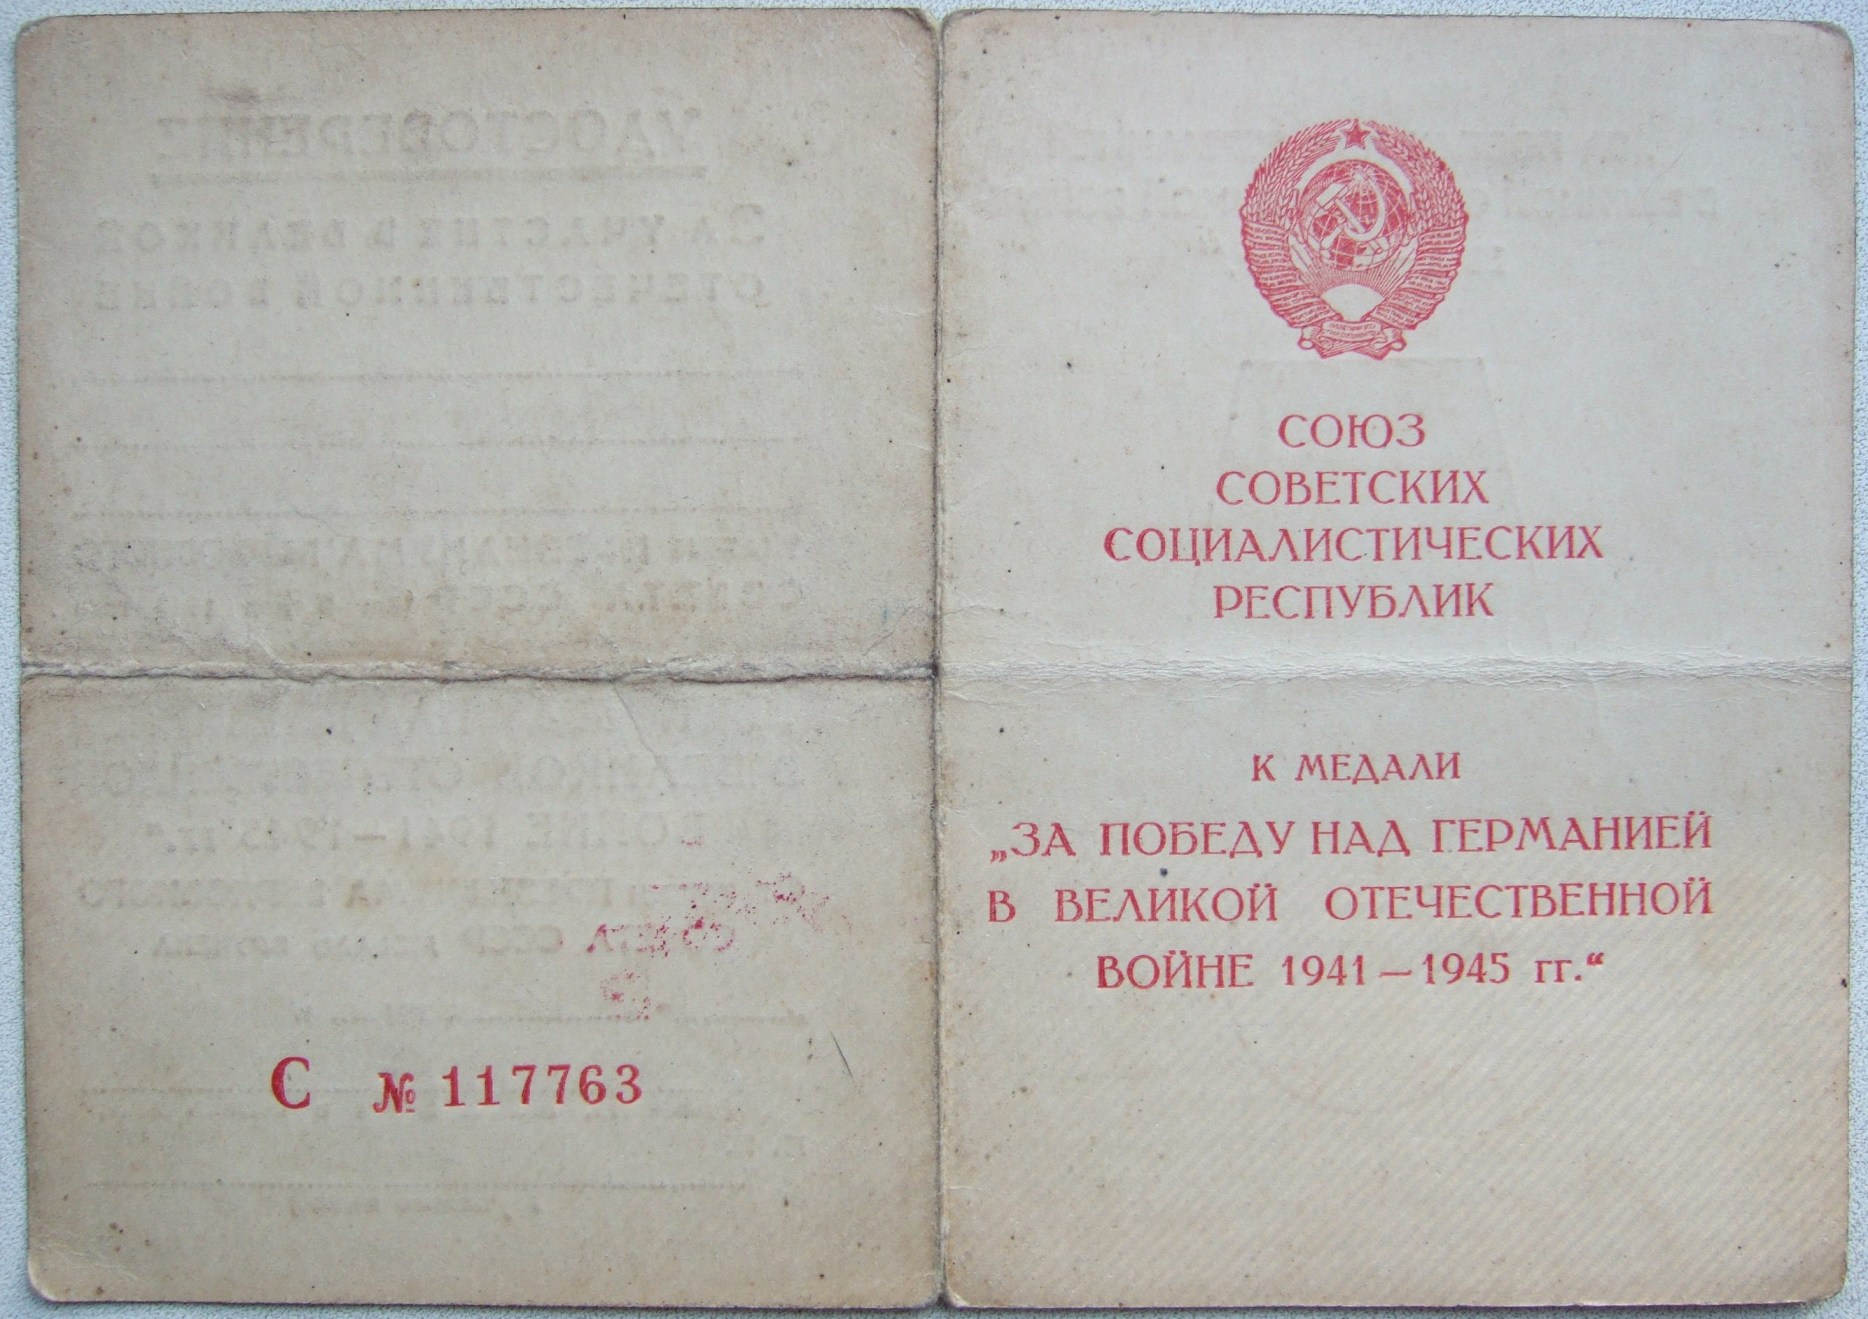 С № 117763
СОЮЗ
СОВЕТСКИХ
СОЦИАЛИСТИЧЕСКИХ
РЕСПУБЛИК
К МЕДАЛИ
„ЗА ПОБЕДУ НАД ГЕРМАНИЕЙ
В ВЕЛИКОЙ ОТЕЧЕСТВЕННОЙ
ВОЙНЕ 1941 — 1945 гг.“